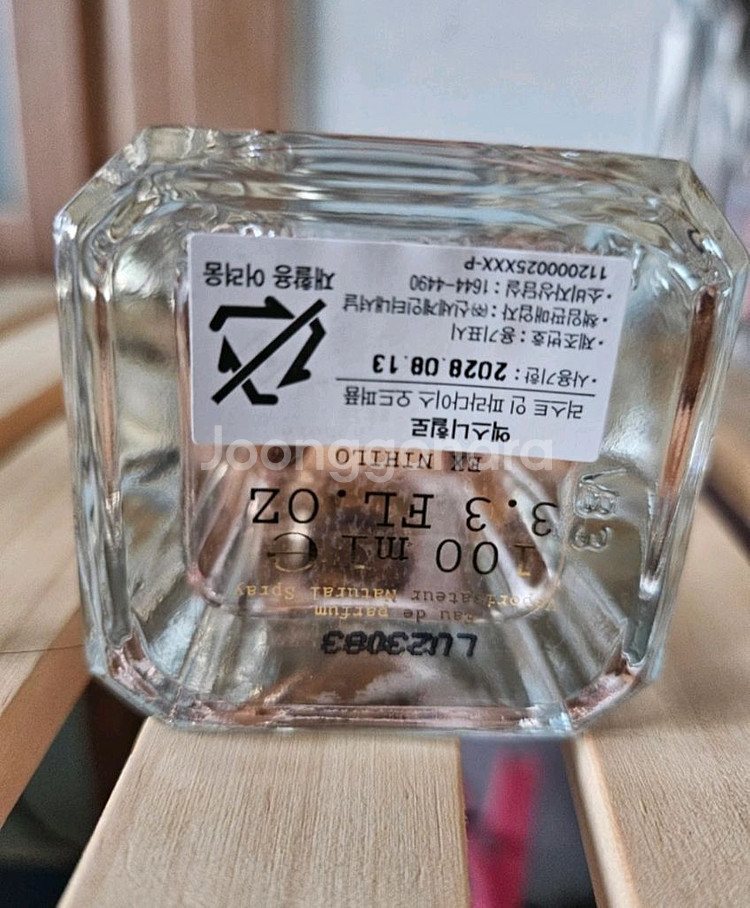 엑스니힐로
러스트 인 파라다이스 오드퍼퓸
•사용기한 : 2028.08.13
•제조번호 : 용기표시
•책임판매업자 : ㈜신세계인터내셔날
•소비자상담실 : 1644-4490
112000025XXX-P
재활용 어려움
Joonggonara
EX NIHILO
3.3 FL.OZ
100 ml e
Vaporisateur Natural Spray
Eau de parfum
LU23083
VB 3